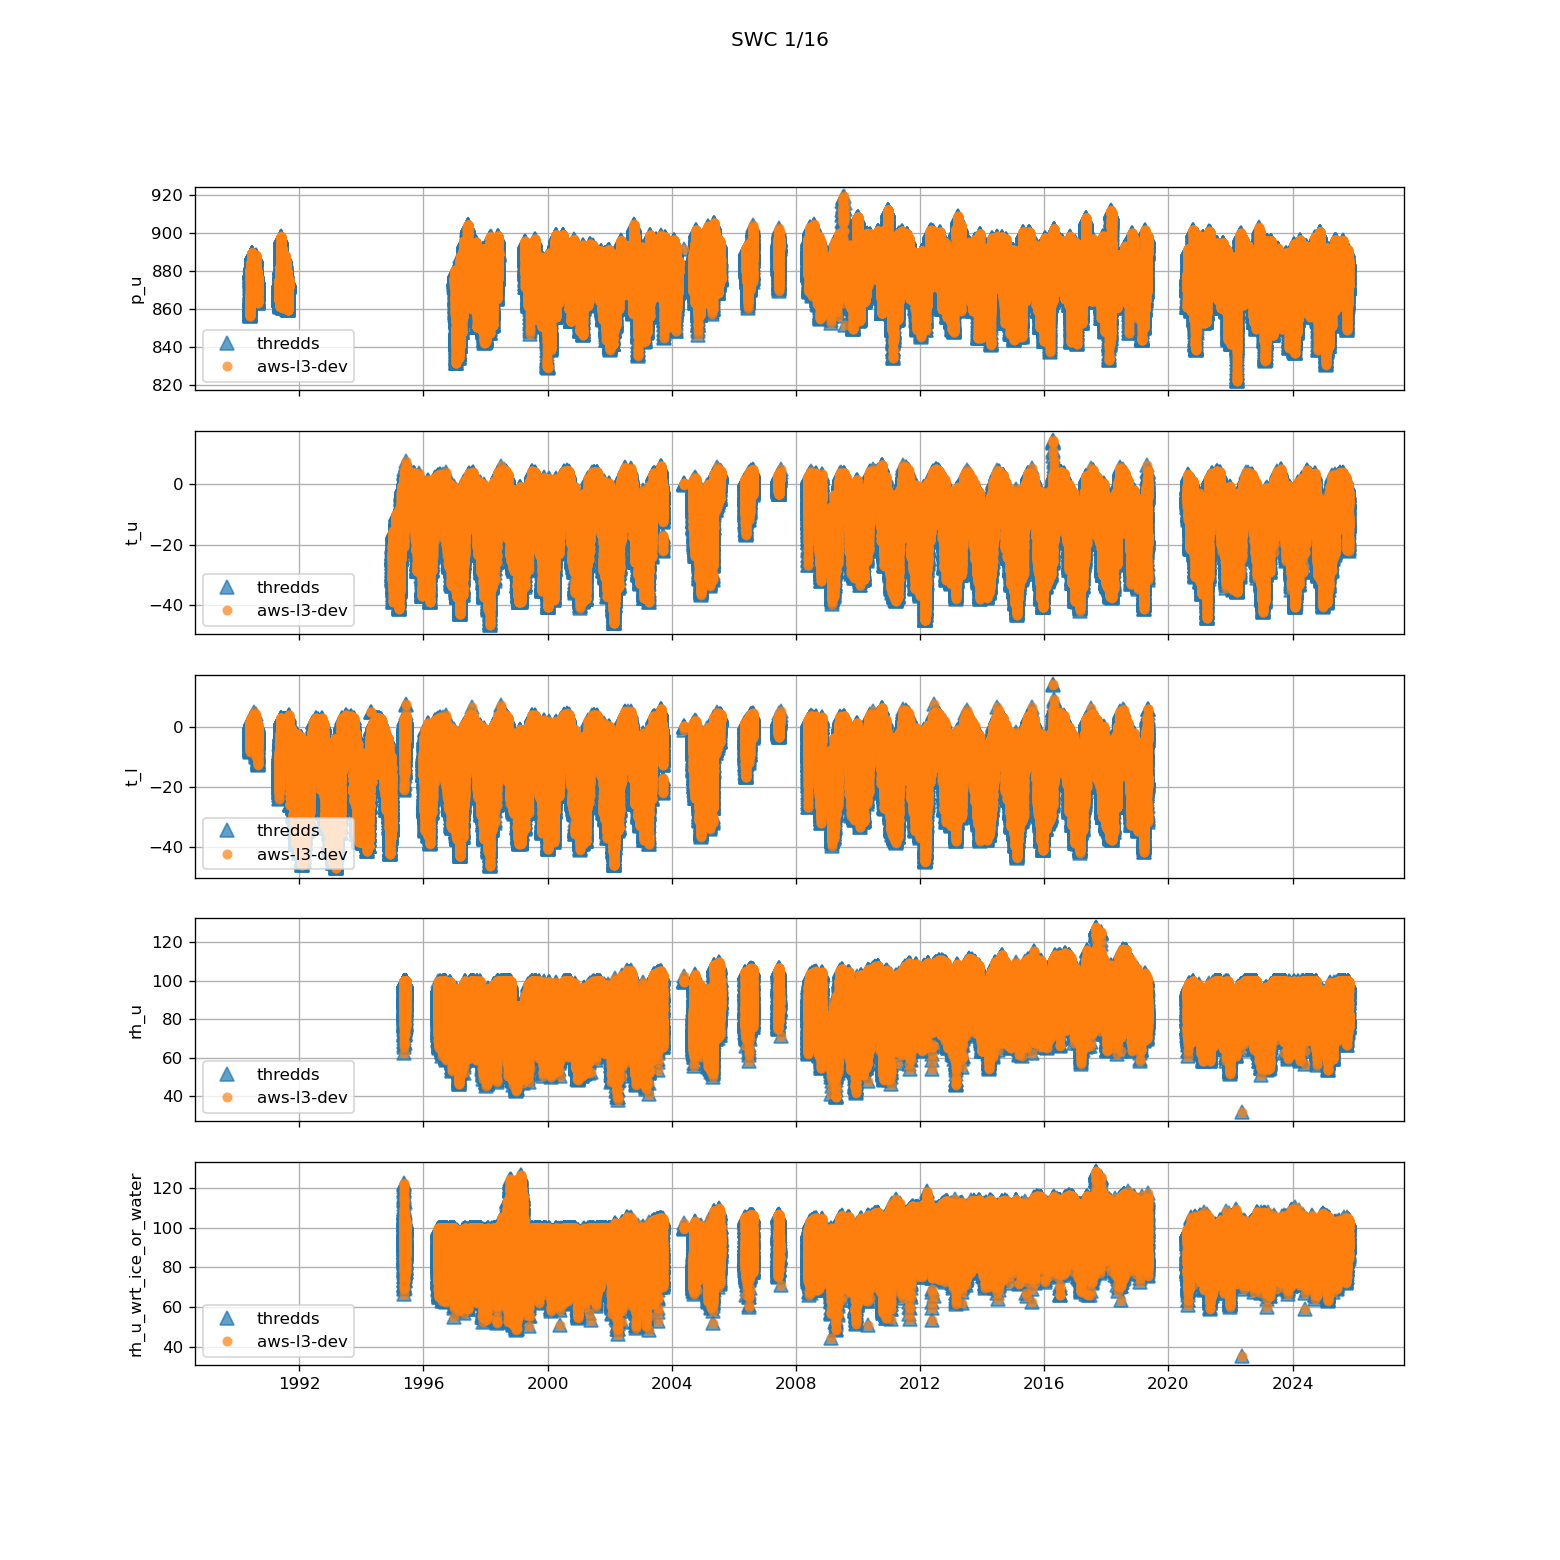 SWC 1/16
920
900
880
860
840
820
p_u
thredds
aws-l3-dev
0
−20
−40
t_u
thredds
aws-l3-dev
0
−20
−40
t_l
thredds
aws-l3-dev
120
100
80
60
40
rh_u
thredds
aws-l3-dev
120
100
80
60
40
rh_u_wrt_ice_or_water
thredds
aws-l3-dev
1992 1996 2000 2004 2008 2012 2016 2020 2024